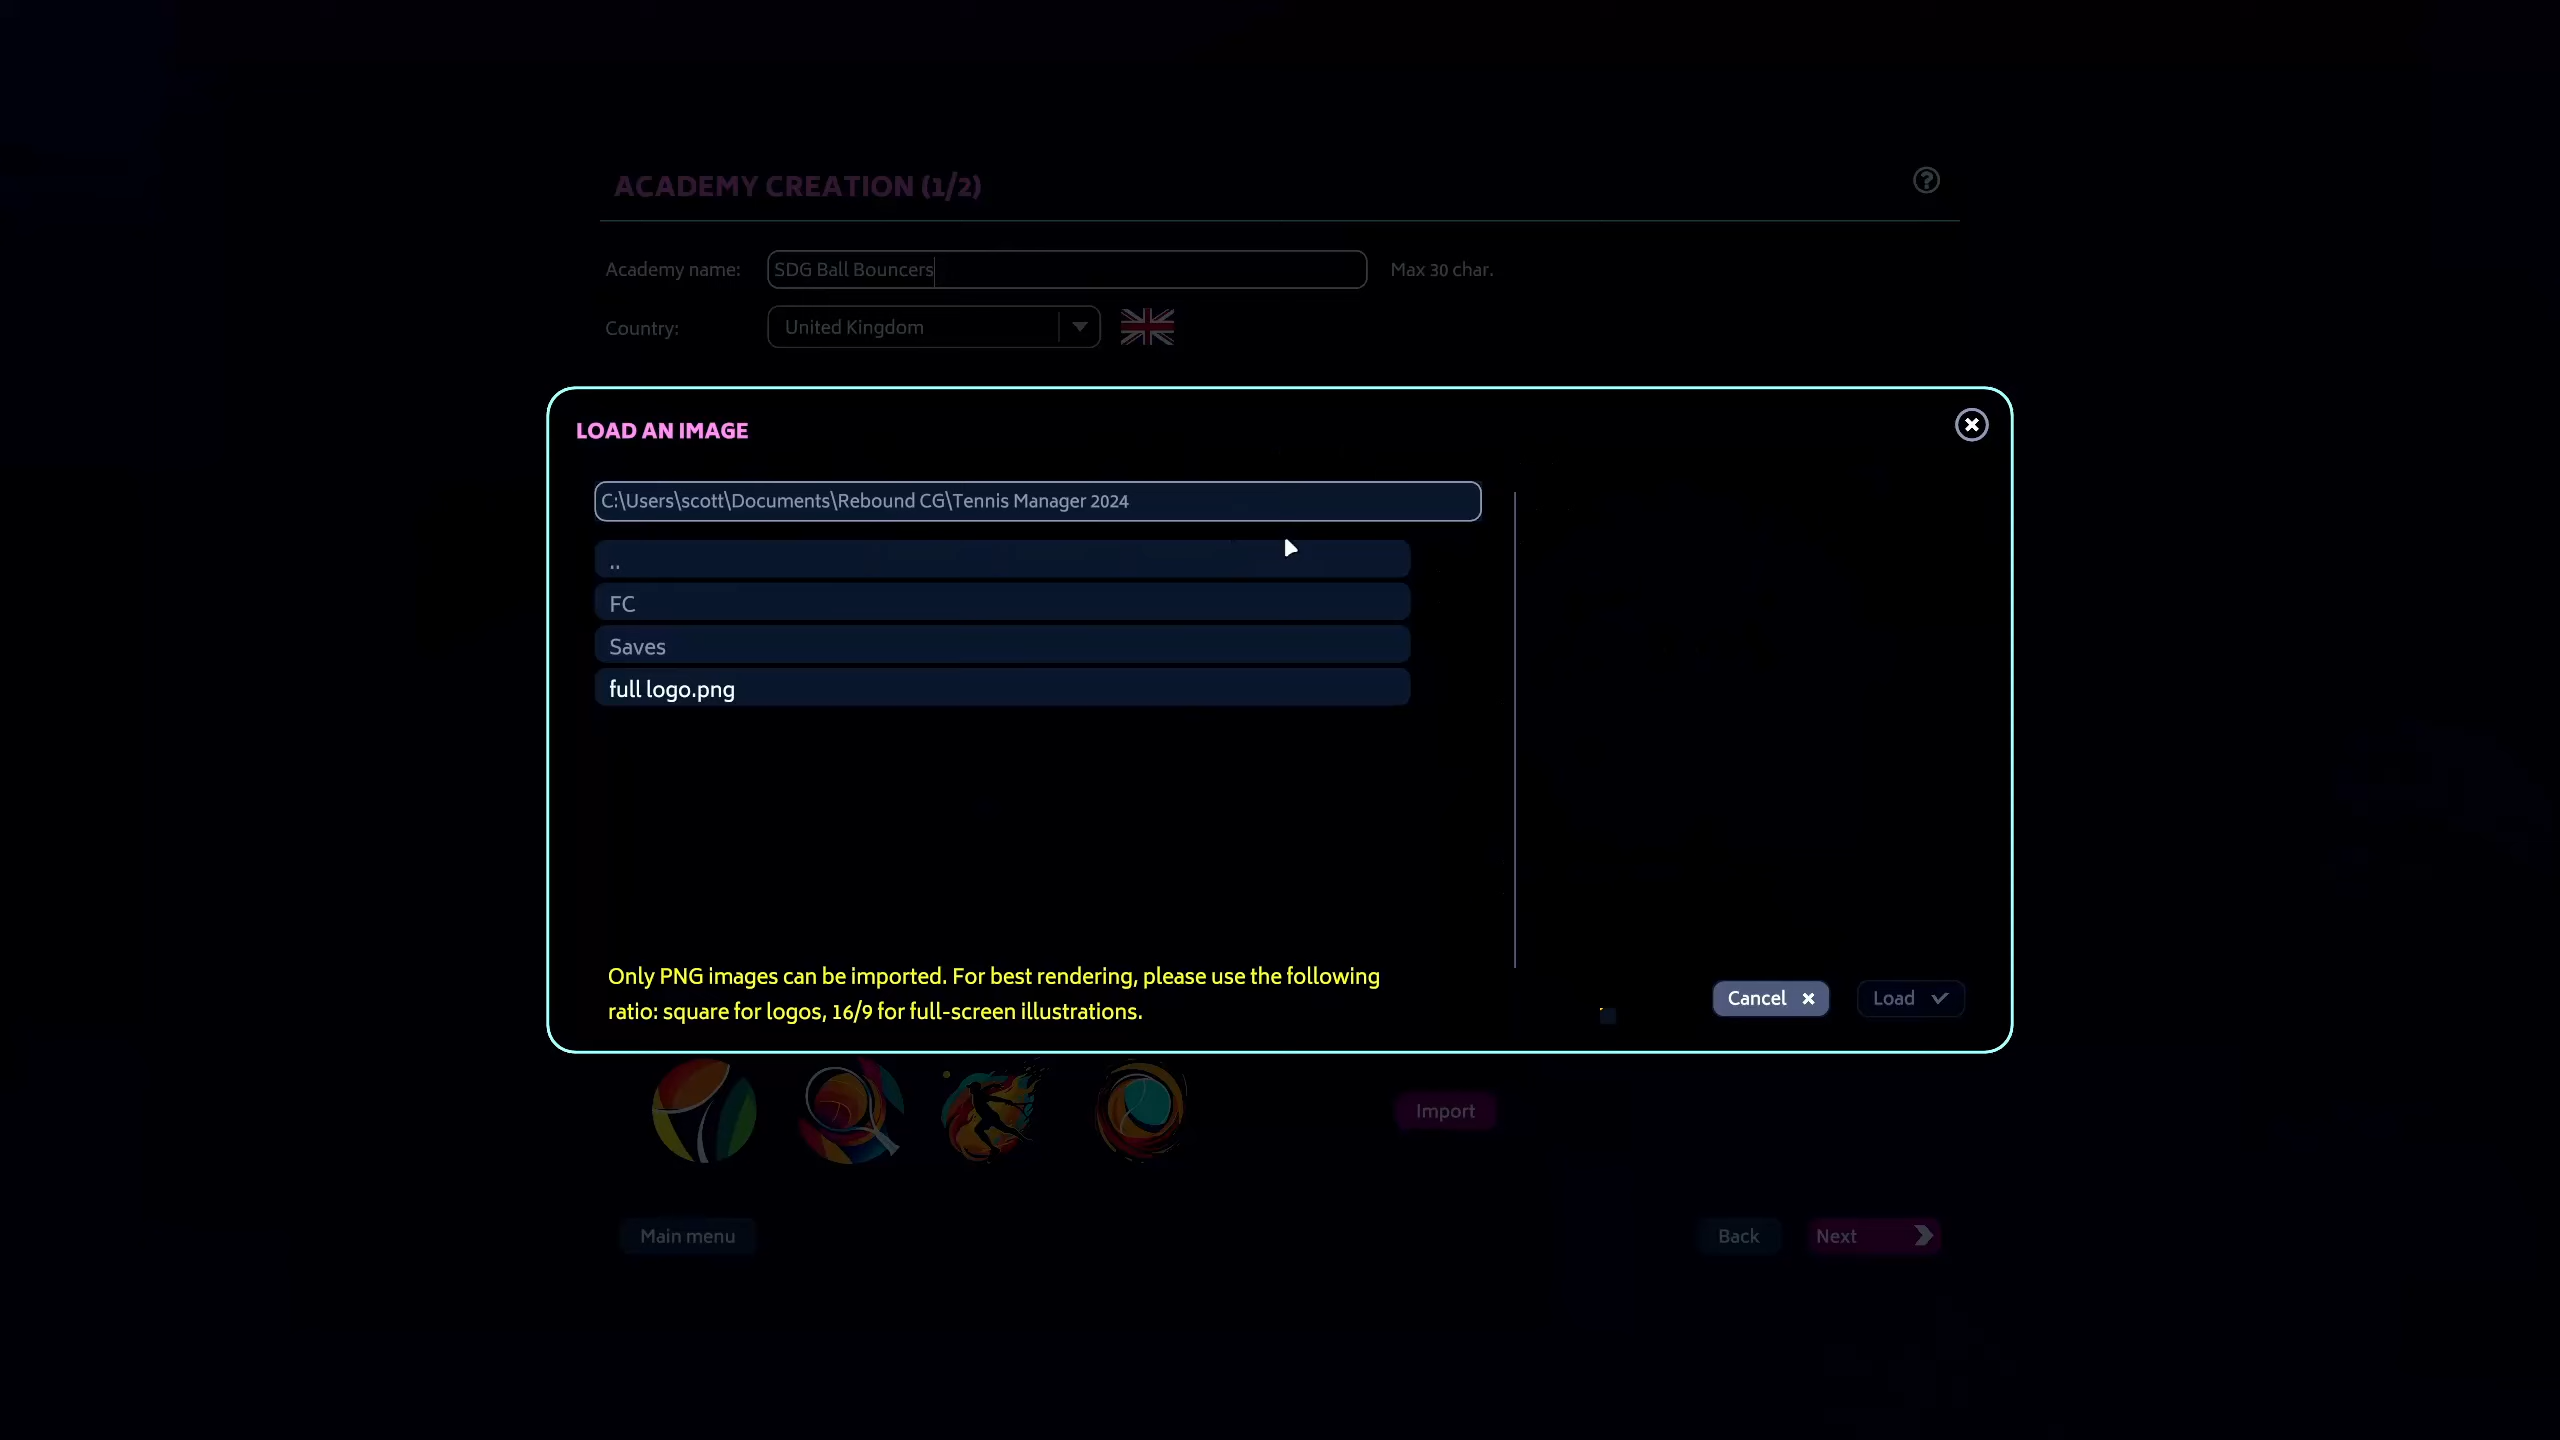 ACADEMY CREATION (1/2)
Academy name: SDG Ball Bouncers Max 30 char.
Country: United Kingdom
LOAD AN IMAGE
C:\Users\scott\Documents\Rebound CG\Tennis Manager 2024
..
FC
Saves
full logo.png
Only PNG images can be imported. For best rendering, please use the following
ratio: square for logos, 16/9 for full-screen illustrations.
Cancel Load
Import
Main menu Back Next